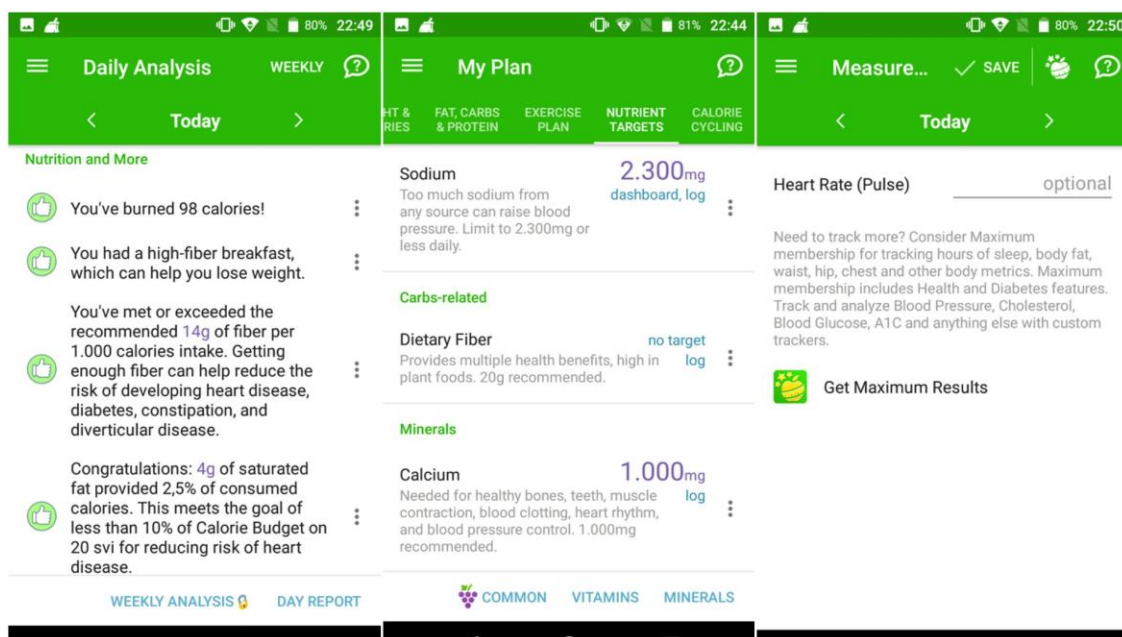 80% 22:49
Daily Analysis WEEKLY
Today
Nutrition and More
You've burned 98 calories!
You had a high-fiber breakfast,
which can help you lose weight.
You've met or exceeded the
recommended 14g of fiber per
1.000 calories intake. Getting
enough fiber can help reduce the
risk of developing heart disease,
diabetes, constipation, and
diverticular disease.
Congratulations: 4g of saturated
fat provided 2,5% of consumed
calories. This meets the goal of
less than 10% of Calorie Budget on
20 svi for reducing risk of heart
disease.
WEEKLY ANALYSIS DAY REPORT
81% 22:44
My Plan
HT &
RIES
FAT, CARBS
& PROTEIN
EXERCISE
PLAN
NUTRIENT
TARGETS
CALORIE
CYCLING
Sodium 2.300mg
dashboard, log
Too much sodium from
any source can raise blood
pressure. Limit to 2.300mg or
less daily.
Carbs-related
Dietary Fiber no target
log
Provides multiple health benefits, high in
plant foods. 20g recommended.
Minerals
Calcium 1.000mg
log
Needed for healthy bones, teeth, muscle
contraction, blood clotting, heart rhythm,
and blood pressure control. 1.000mg
recommended.
COMMON VITAMINS MINERALS
80% 22:50
Measure... SAVE
Today
Heart Rate (Pulse) optional
Need to track more? Consider Maximum
membership for tracking hours of sleep, body fat,
waist, hip, chest and other body metrics. Maximum
membership includes Health and Diabetes features.
Track and analyze Blood Pressure, Cholesterol,
Blood Glucose, A1C and anything else with custom
trackers.
Get Maximum Results